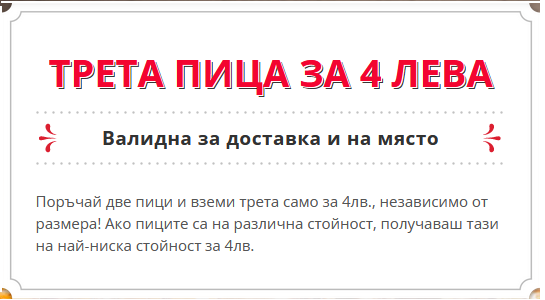 ТРЕТА ПИЦА ЗА 4 ЛЕВА
Валидна за доставка и на място
Поръчай две пици и вземи трета само за 4лв., независимо от
размера! Ако пиците са на различна стойност, получаваш тази
на най-ниска стойност за 4лв.